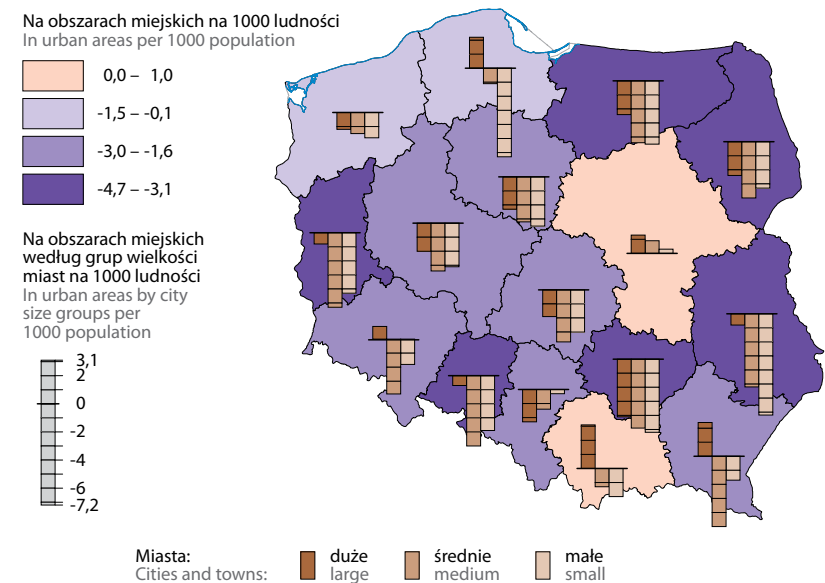 Na obszarach miejskich na 1000 ludności
In urban areas per 1000 population
0,0 – 1,0
-1,5 – -0,1
-3,0 – -1,6
-4,7 – -3,1
Na obszarach miejskich
według grup wielkości
miast na 1000 ludności
In urban areas by city
size groups per
1000 population
3,1
2
0
-2
-4
-6
-7,2
Miasta: duże średnie małe
Cities and towns: large medium small